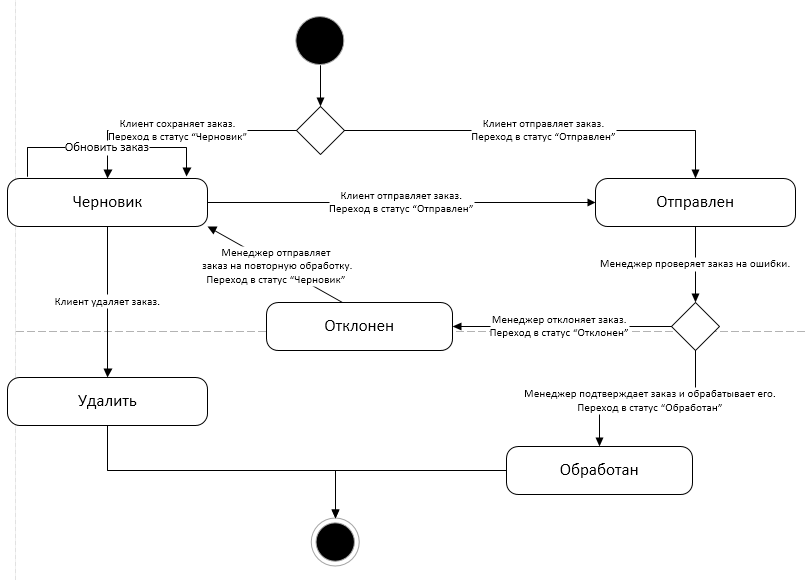 Клиент сохраняет заказ.
Переход в статус “Черновик”
Клиент отправляет заказ.
Переход в статус “Отправлен”
Обновить заказ
Черновик
Клиент отправляет заказ.
Переход в статус “Отправлен”
Отправлен
Менеджер отправляет
заказ на повторную обработку.
Переход в статус “Черновик”
Менеджер проверяет заказ на ошибки.
Клиент удаляет заказ.
Отклонен
Менеджер отклоняет заказ.
Переход в статус “Отклонен”
Удалить
Менеджер подтверждает заказ и обрабатывает его.
Переход в статус “Обработан”
Обработан